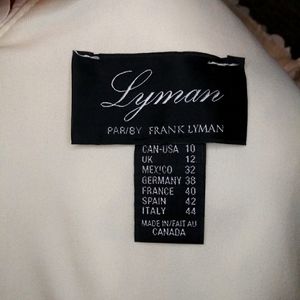 Lyman
PAR/BY FRANK LYMAN
CAN-USA 10
UK 12
MEXICO 32
GERMANY 38
FRANCE 40
SPAIN 42
ITALY 44
MADE IN/FAIT AU
CANADA